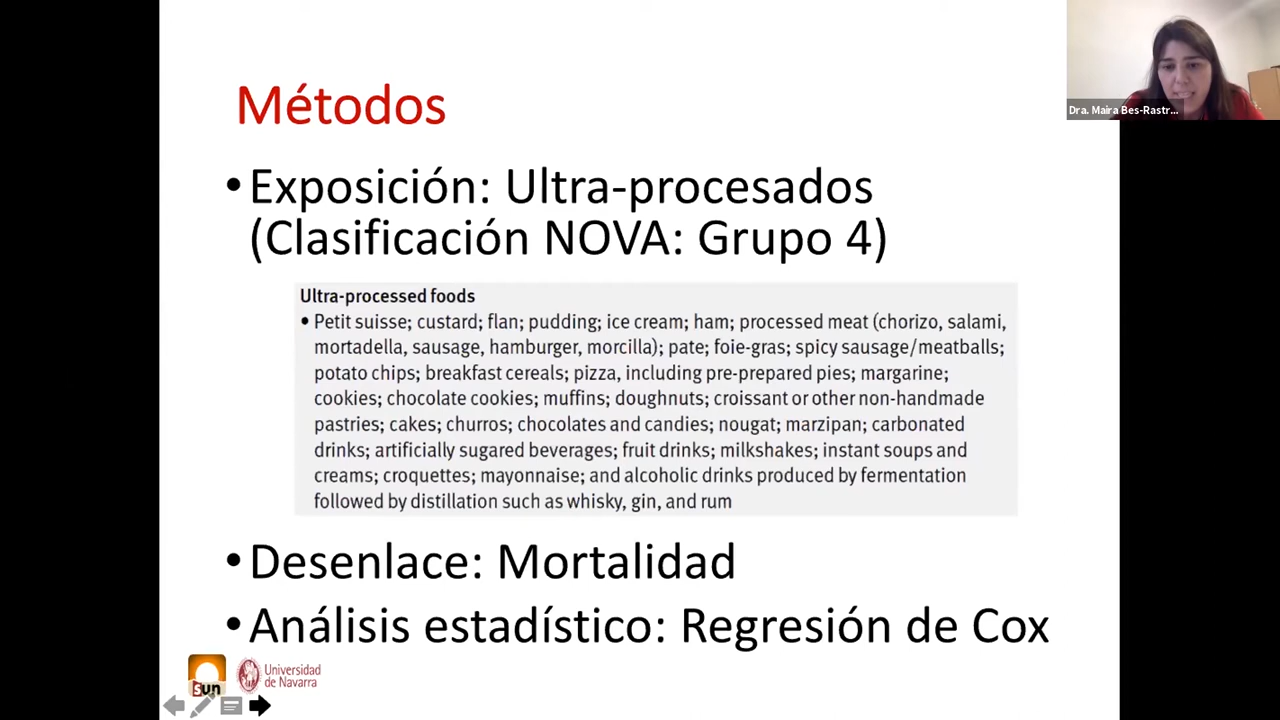 Métodos
Dra. Maira Bes-Rastr...
•Exposición: Ultra-procesados
(Clasificación NOVA: Grupo 4)
Ultra-processed foods
• Petit suisse; custard; flan; pudding; ice cream; ham; processed meat (chorizo, salami,
mortadella, sausage, hamburger, morcilla); pate; foie-gras; spicy sausage/meatballs;
potato chips; breakfast cereals; pizza, including pre-prepared pies; margarine;
cookies; chocolate cookies; muffins; doughnuts; croissant or other non-handmade
pastries; cakes; churros; chocolates and candies; nougat; marzipan; carbonated
drinks; artificially sugared beverages; fruit drinks; milkshakes; instant soups and
creams; croquettes; mayonnaise; and alcoholic drinks produced by fermentation
followed by distillation such as whisky, gin, and rum
•Desenlace: Mortalidad
•Análisis estadístico: Regresión de Cox
sun
Universidad
de Navarra